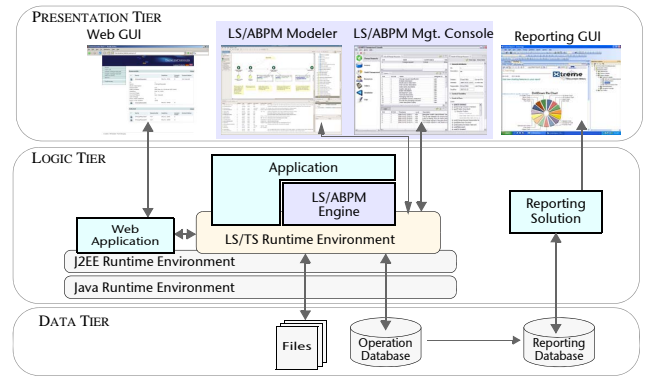 PRESENTATION TIER
Web GUI
LS/ABPM Modeler
LS/ABPM Mgt. Console
Reporting GUI
Xtreme
LOGIC TIER
Application
LS/ABPM
Engine
Reporting
Solution
Web
Application
LS/TS Runtime Environment
J2EE Runtime Environment
Java Runtime Environment
DATA TIER
Files
Operation
Database
Reporting
Database